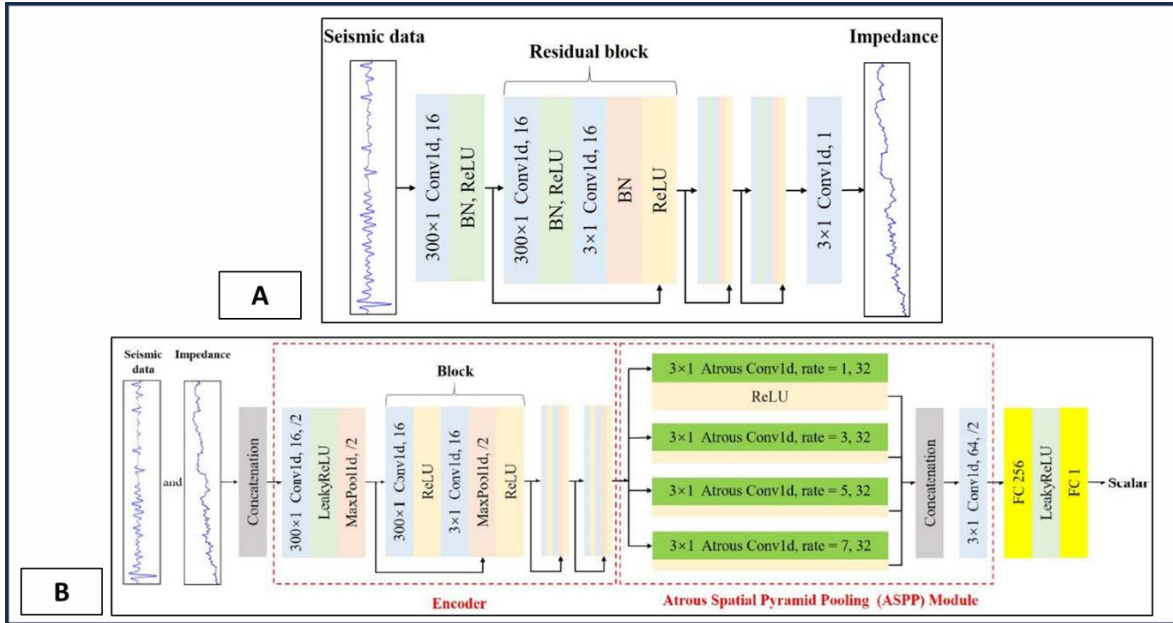 Seismic data
Impedance
Residual block
300×1 Conv1d, 16
BN, ReLU
300×1 Conv1d, 16
BN, ReLU
3×1 Conv1d, 16
BN
ReLU
3×1 Conv1d, 1
A
Seismic
data
and
Impedance
Concatenation
Block
300×1 Conv1d, 16, /2
LeakyReLU
MaxPool1d, /2
300×1 Conv1d, 16
ReLU
3×1 Conv1d, 16
MaxPool1d, /2
ReLU
Encoder
3×1 Atrous Conv1d, rate = 1, 32
ReLU
3×1 Atrous Conv1d, rate = 3, 32
3×1 Atrous Conv1d, rate = 5, 32
3×1 Atrous Conv1d, rate = 7, 32
Concatenation
3×1 Conv1d, 64, /2
Atrous Spatial Pyramid Pooling (ASPP) Module
FC 256
LeakyReLU
FC 1
Scalar
B